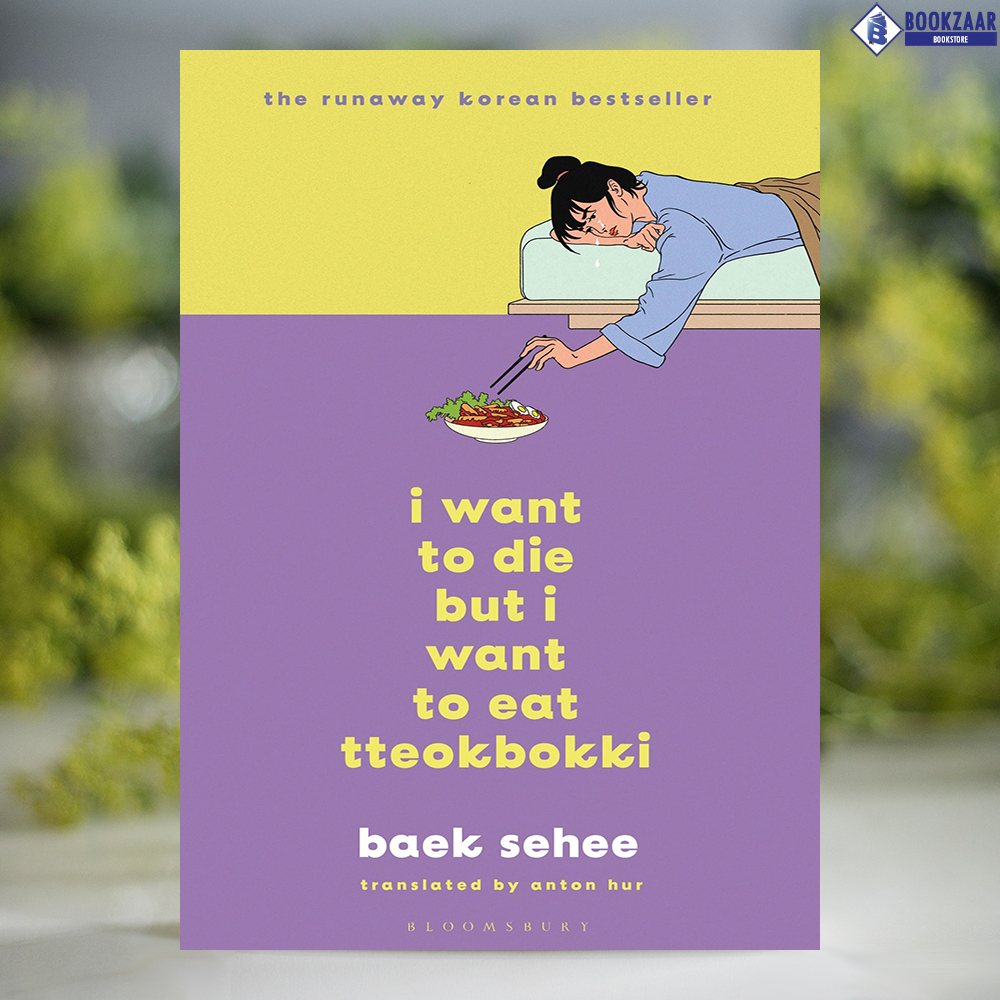 BOOKZAAR
BOOKSTORE
the runaway korean bestseller
i want
to die
but i
want
to eat
tteokbokki
baek sehee
translated by anton hur
BLOOMSBURY